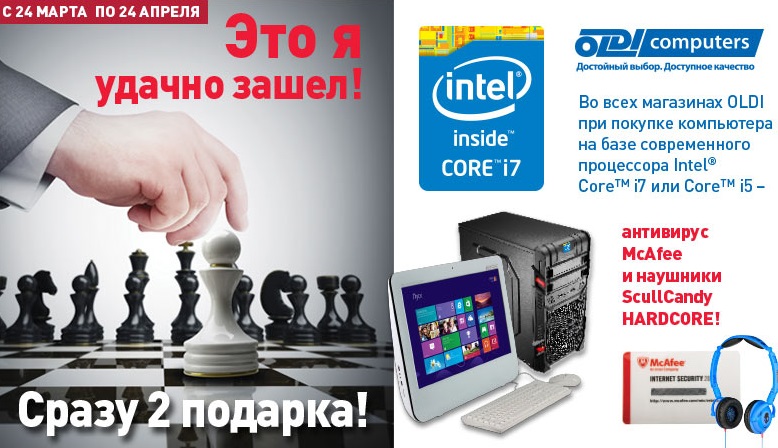 С 24 МАРТА ПО 24 АПРЕЛЯ
Это я
удачно зашел!
Сразу 2 подарка!
intel®
inside™
CORE™ i7
OLDI computers
Достойный выбор. Доступное качество
Во всех магазинах OLDI
при покупке компьютера
на базе современного
процессора Intel®
Core™ i7 или Core™ i5 –
антивирус
McAfee
и наушники
ScullCandy
HARDCORE!
McAfee
INTERNET SECURITY